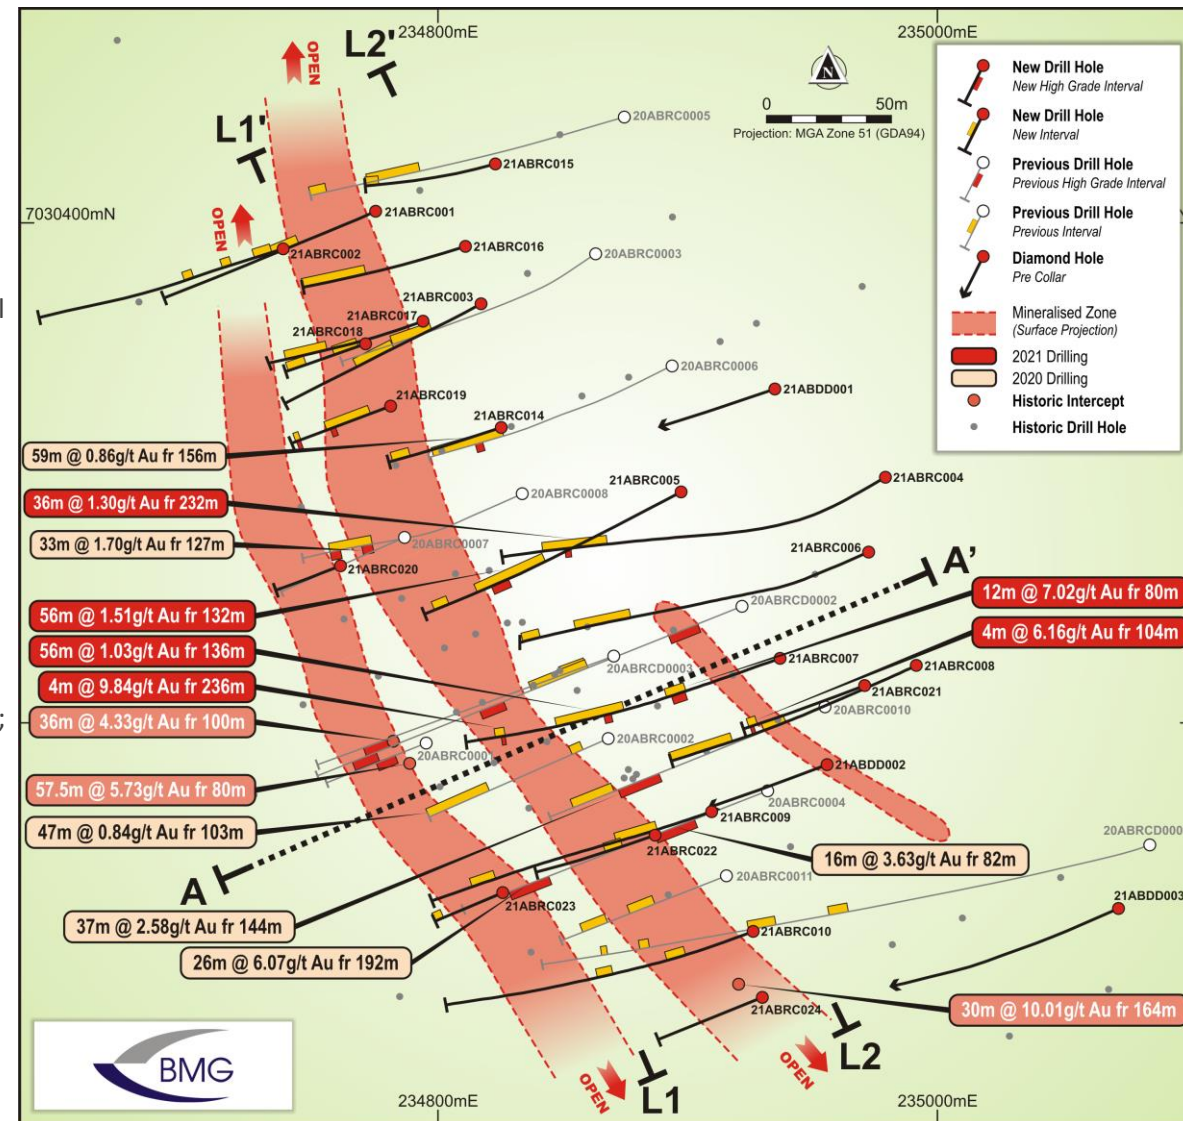 234800mE
235000mE
L2'
OPEN
L1'
N
0 50m
Projection: MGA Zone 51 (GDA94)
New Drill Hole
New High Grade Interval
New Drill Hole
New Interval
Previous Drill Hole
Previous High Grade Interval
Previous Drill Hole
Previous Interval
Diamond Hole
Pre Collar
Mineralised Zone
(Surface Projection)
2021 Drilling
2020 Drilling
Historic Intercept
Historic Drill Hole
20ABRC0005
21ABRC015
7030400mN
OPEN
21ABRC001
21ABRC002
21ABRC016
20ABRC0003
21ABRC003
21ABRC017
21ABRC018
20ABRC0006
21ABDD001
21ABRC019
21ABRC014
59m @ 0.86g/t Au fr 156m
21ABRC005
21ABRC004
36m @ 1.30g/t Au fr 232m
20ABRC0008
33m @ 1.70g/t Au fr 127m
20ABRC0007
21ABRC020
21ABRC006
A'
12m @ 7.02g/t Au fr 80m
56m @ 1.51g/t Au fr 132m
20ABRCD0002
4m @ 6.16g/t Au fr 104m
56m @ 1.03g/t Au fr 136m
20ABRCD0003
21ABRC007
21ABRC008
4m @ 9.84g/t Au fr 236m
21ABRC021
36m @ 4.33g/t Au fr 100m
;
20ABRC0010
20ABRC0001
20ABRC0002
57.5m @ 5.73g/t Au fr 80m
21ABDD002
47m @ 0.84g/t Au fr 103m
20ABRC0004
21ABRC009
20ABRCD000
21ABRC022
16m @ 3.63g/t Au fr 82m
A
20ABRC0011
21ABDD003
21ABRC023
37m @ 2.58g/t Au fr 144m
21ABRC010
26m @ 6.07g/t Au fr 192m
30m @ 10.01g/t Au fr 164m
21ABRC024
BMG
L2
OPEN
L1
OPEN
234800mE
235000mE